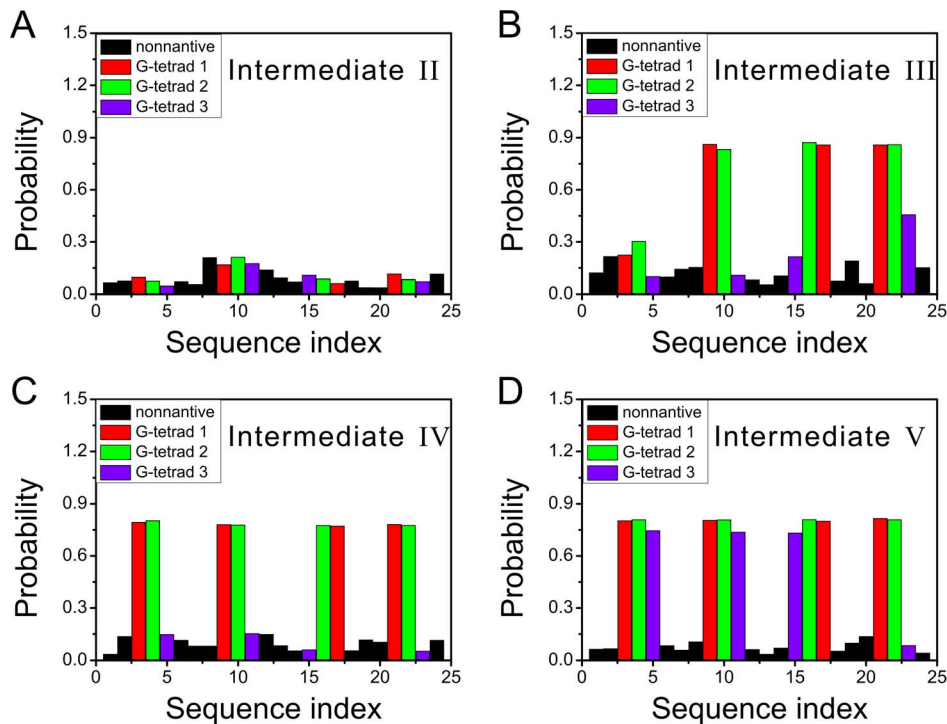 A
1.5
1.2
0.9
0.6
0.3
0.0
Probability
nonnantive
G-tetrad 1
G-tetrad 2
G-tetrad 3
Intermediate II
0 5 10 15 20 25
Sequence index
B
1.5
1.2
0.9
0.6
0.3
0.0
Probability
nonnantive
G-tetrad 1
G-tetrad 2
G-tetrad 3
Intermediate III
0 5 10 15 20 25
Sequence index
C
1.5
1.2
0.9
0.6
0.3
0.0
Probability
nonnantive
G-tetrad 1
G-tetrad 2
G-tetrad 3
Intermediate IV
0 5 10 15 20 25
Sequence index
D
1.5
1.2
0.9
0.6
0.3
0.0
Probability
nonnantive
G-tetrad 1
G-tetrad 2
G-tetrad 3
Intermediate V
0 5 10 15 20 25
Sequence index